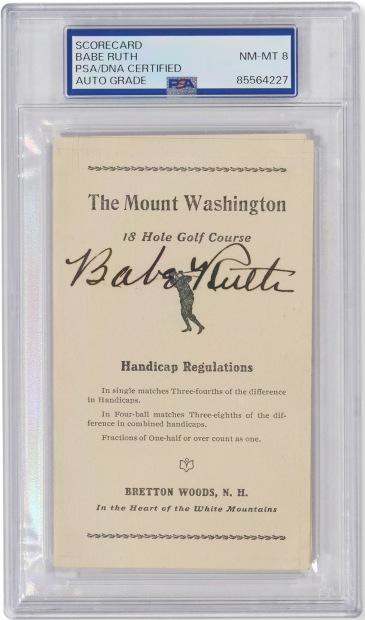 SCORECARD
BABE RUTH NM-MT 8
PSA/DNA CERTIFIED
AUTO GRADE PSA 85564227
The Mount Washington
18 Hole Golf Course
Babe Ruth
Handicap Regulations
In single matches Three-fourths of the difference
in Handicaps.
In Four-ball matches Three-eighths of the dif-
ference in combined handicaps.
Fractions of One-half or over count as one.
BRETTON WOODS, N. H.
In the Heart of the White Mountains